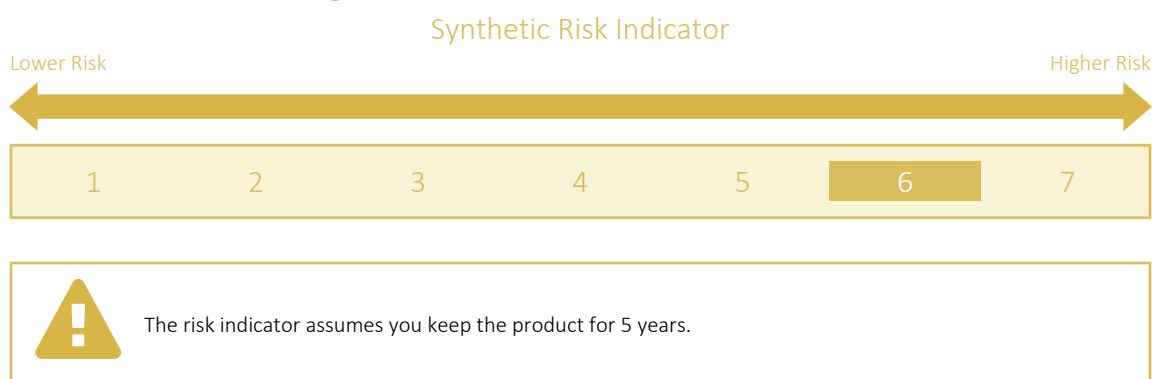 Synthetic Risk Indicator
Lower Risk Higher Risk
1 2 3 4 5 6 7
The risk indicator assumes you keep the product for 5 years.